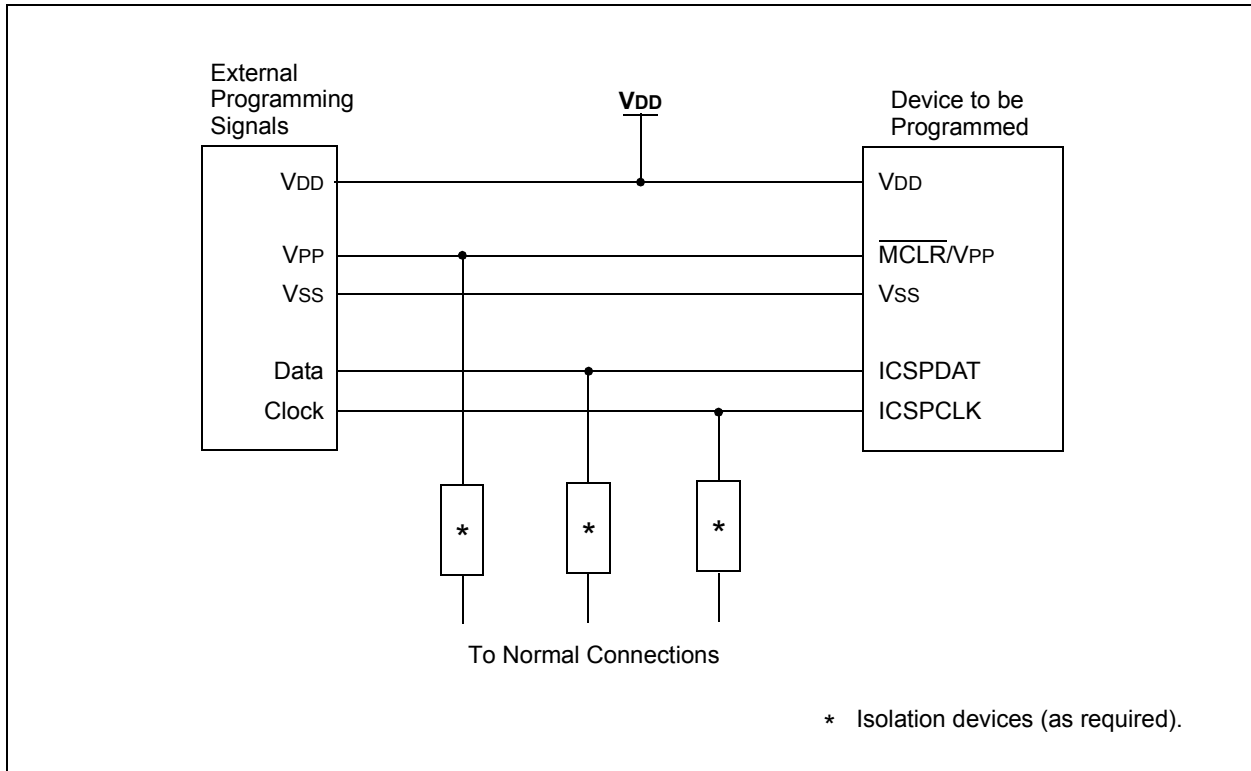 External
Programming
Signals
VDD
Device to be
Programmed
VDD
VDD
VPP
MCLR/VPP
VSS
VSS
Data
ICSPDAT
Clock
ICSPCLK
*
*
*
To Normal Connections
* Isolation devices (as required).